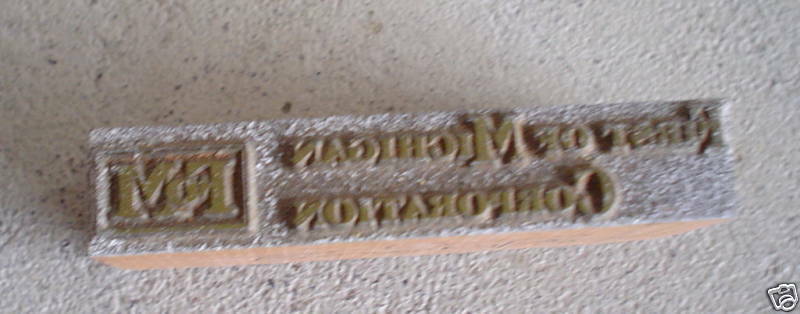 First of Michigan
Corporation
FoM